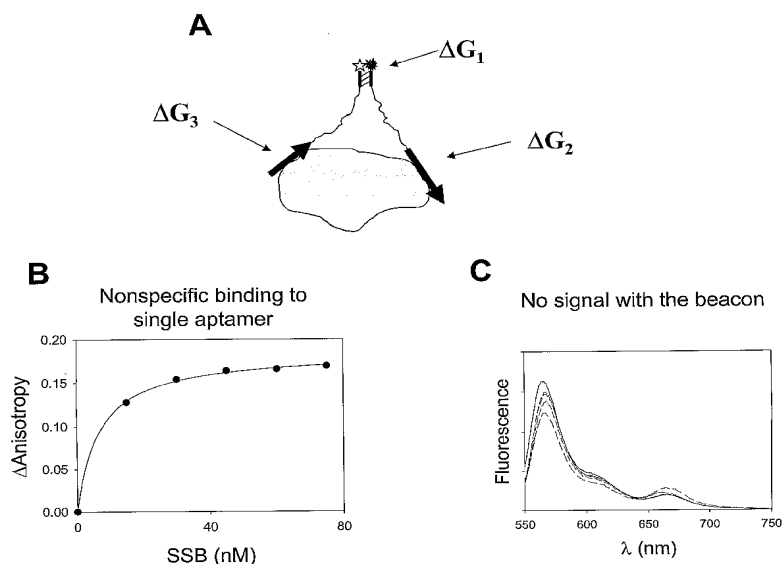 A
ΔG₁
ΔG₃
ΔG₂
B
Nonspecific binding to
single aptamer
ΔAnisotropy
0.20
0.15
0.10
0.05
0.00
0
40
80
SSB (nM)
C
No signal with the beacon
Fluorescence
550
600
650
700
750
λ (nm)